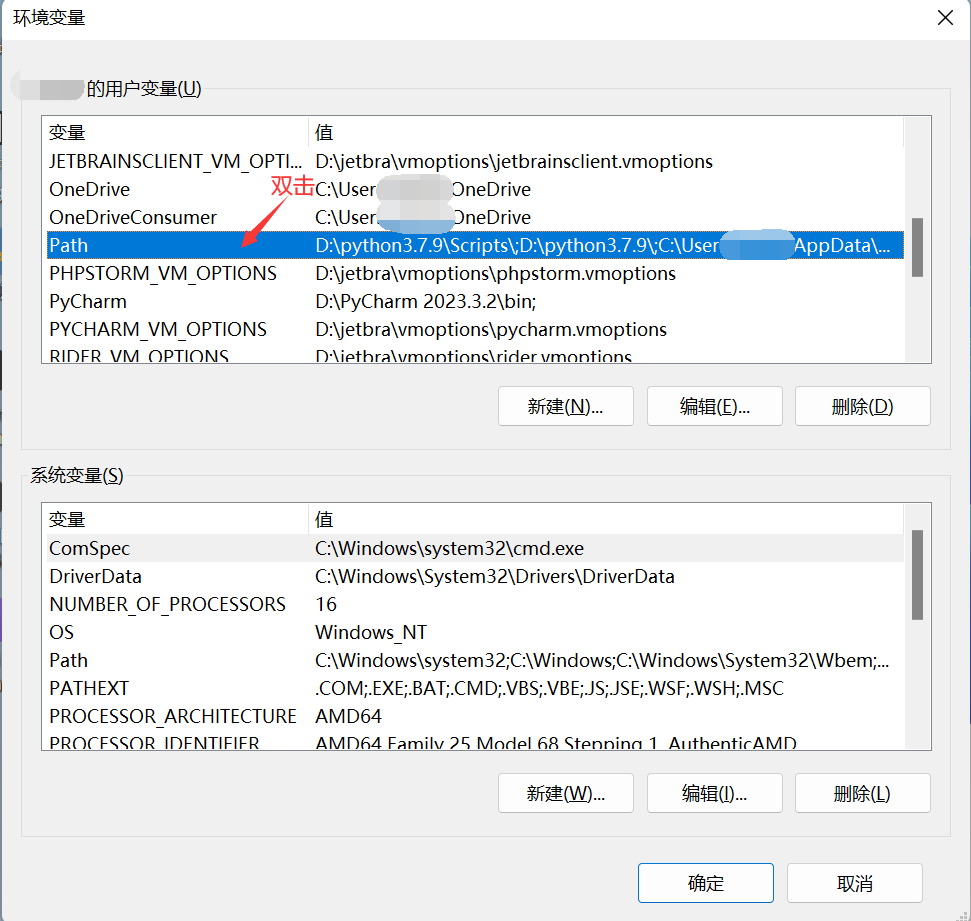 环境变量
的用户变量(U)
变量 值
JETBRAINSCLIENT_VM_OPTI... D:\jetbra\vmoptions\jetbrainsclient.vmoptions
双击
OneDrive C:\User OneDrive
OneDriveConsumer C:\User OneDrive
Path D:\python3.7.9\Scripts\;D:\python3.7.9\;C:\User AppData\...
PHPSTORM_VM_OPTIONS D:\jetbra\vmoptions\phpstorm.vmoptions
PyCharm D:\PyCharm 2023.3.2\bin;
PYCHARM_VM_OPTIONS D:\jetbra\vmoptions\pycharm.vmoptions
RIDER_VM_OPTIONS D:\jetbra\vmoptions\rider.vmoptions
新建(N)... 编辑(E)... 删除(D)
系统变量(S)
变量 值
ComSpec C:\Windows\system32\cmd.exe
DriverData C:\Windows\System32\Drivers\DriverData
NUMBER_OF_PROCESSORS 16
OS Windows_NT
Path C:\Windows\system32;C:\Windows;C:\Windows\System32\Wbem;...
PATHEXT .COM;.EXE;.BAT;.CMD;.VBS;.VBE;.JS;.JSE;.WSF;.WSH;.MSC
PROCESSOR_ARCHITECTURE AMD64
PROCESSOR_IDENTIFIER AMD64 Family 25 Model 68 Stepping 1, AuthenticAMD
新建(W)... 编辑(I)... 删除(L)
确定 取消